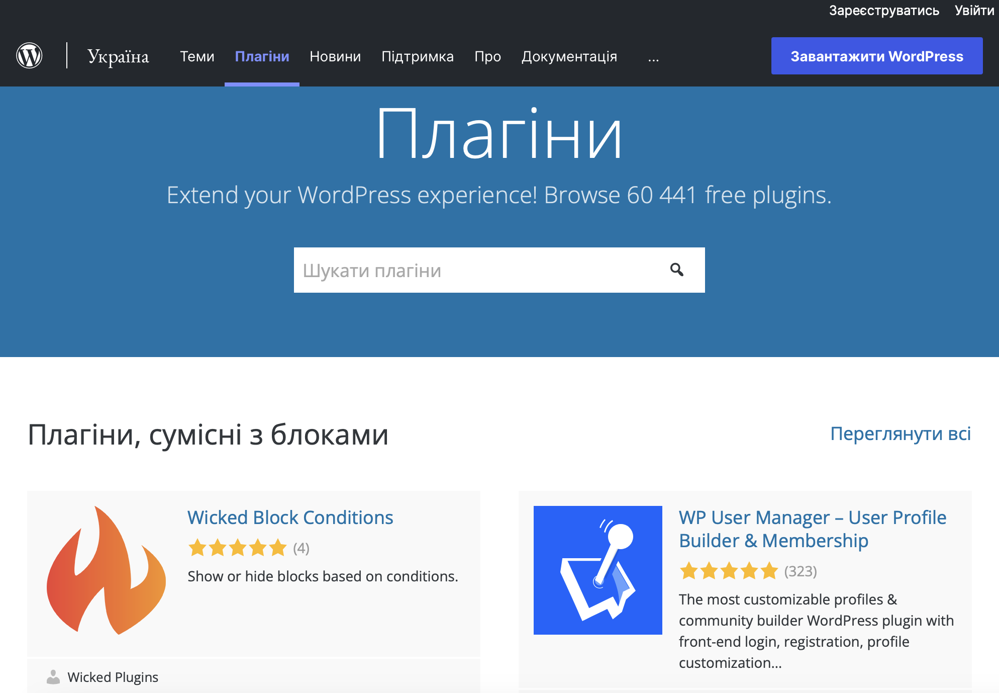 Зареєструватись Увійти
Україна Теми Плагіни Новини Підтримка Про Документація ... Завантажити WordPress
Плагіни
Extend your WordPress experience! Browse 60 441 free plugins.
Шукати плагіни
Плагіни, сумісні з блоками
Переглянути всі
Wicked Block Conditions
(4)
Show or hide blocks based on conditions.
Wicked Plugins
WP User Manager – User Profile
Builder & Membership
(323)
The most customizable profiles &
community builder WordPress plugin with
front-end login, registration, profile
customization...